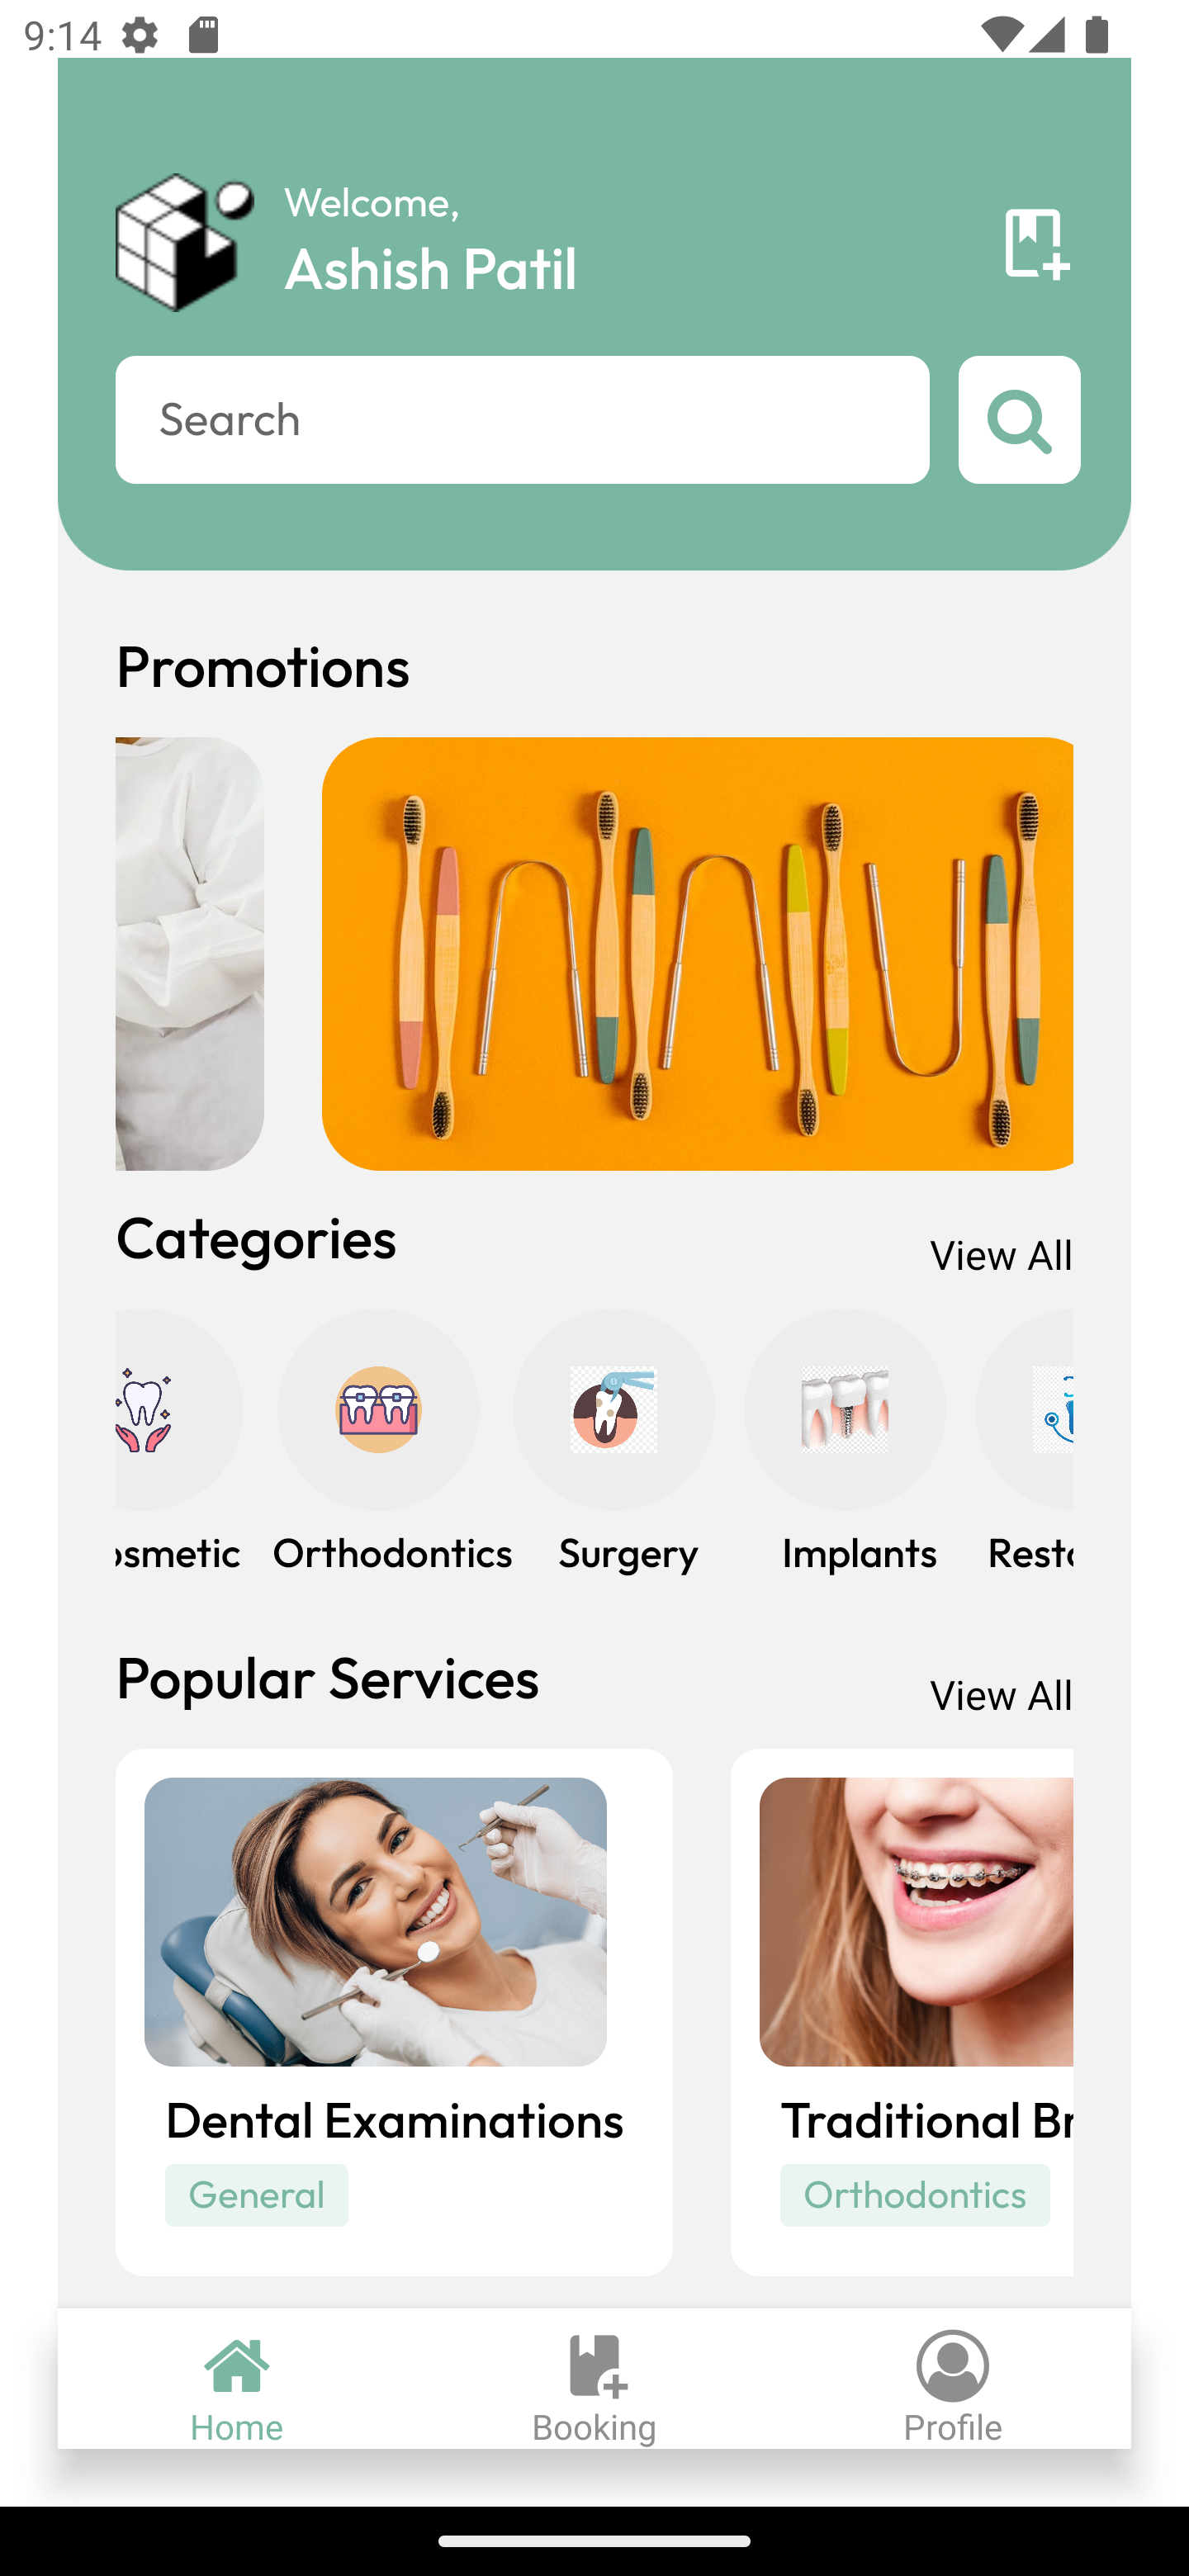 9:14
Welcome,
Ashish Patil
Search
Promotions
Categories
View All
osmetic
Orthodontics
Surgery
Implants
Resto
Popular Services
View All
Dental Examinations
General
Traditional Br
Orthodontics
Home
Booking
Profile